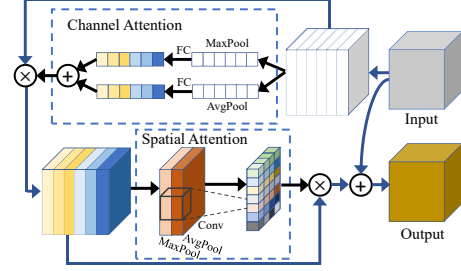 Channel Attention
FC
MaxPool
FC
AvgPool
Input
Spatial Attention
Conv
AvgPool
MaxPool
Output